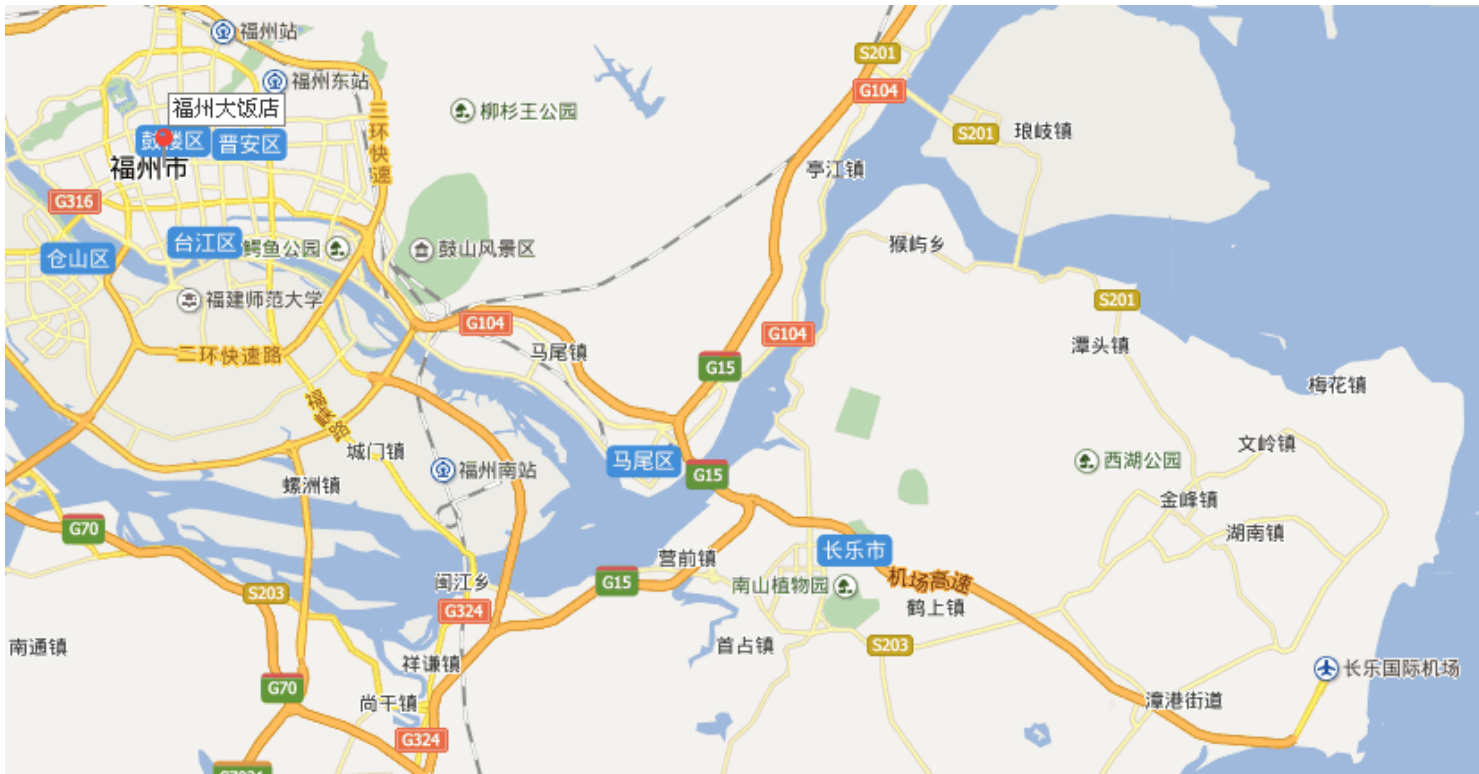 福州站
S201
福州东站
G104
福州大饭店
柳杉王公园
三环快速
S201
琅岐镇
鼓楼区
晋安区
福州市
亭江镇
G316
台江区
鳄鱼公园
鼓山风景区
猴屿乡
仓山区
福建师范大学
S201
G104
G104
二环快速路
马尾镇
潭头镇
G15
梅花镇
福峡路
城门镇
文岭镇
马尾区
西湖公园
福州南站
G15
螺洲镇
金峰镇
G70
湖南镇
长乐市
营前镇
闽江乡
G15
南山植物园
机场高速
S203
鹤上镇
G324
南通镇
首占镇
S203
祥谦镇
长乐国际机场
G70
尚干镇
漳港街道
G324